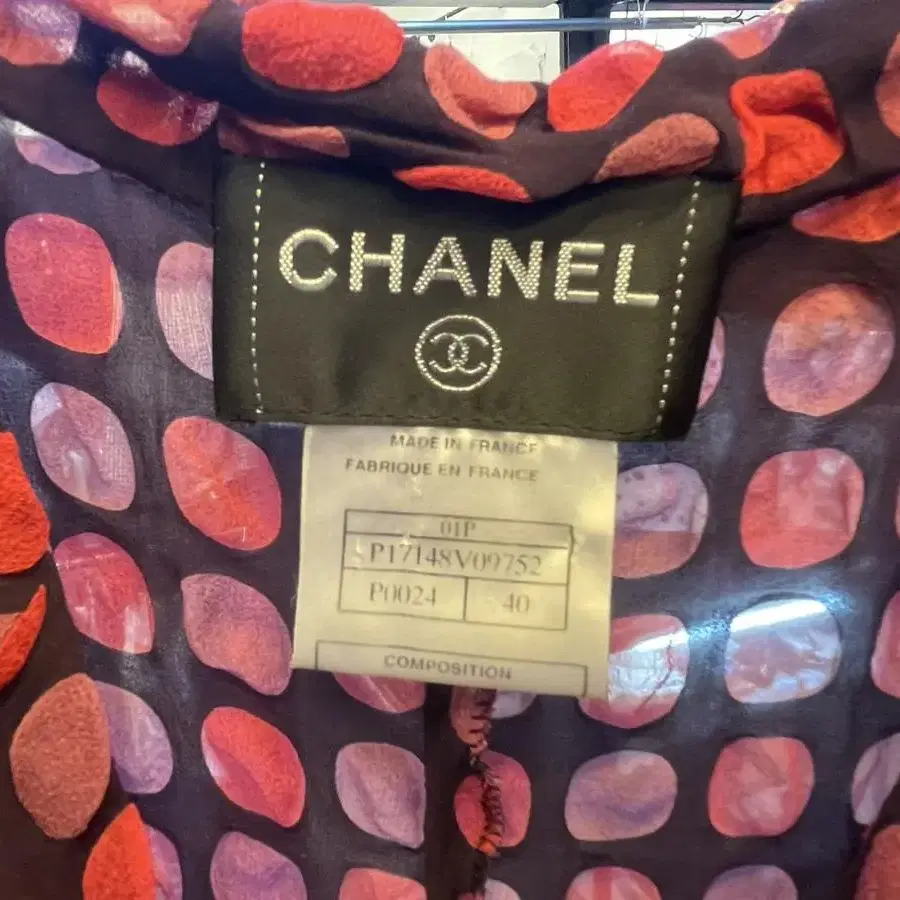 CHANEL
MADE IN FRANCE
FABRIQUE EN FRANCE
01P
P17148V09752
P0024 40
COMPOSITION